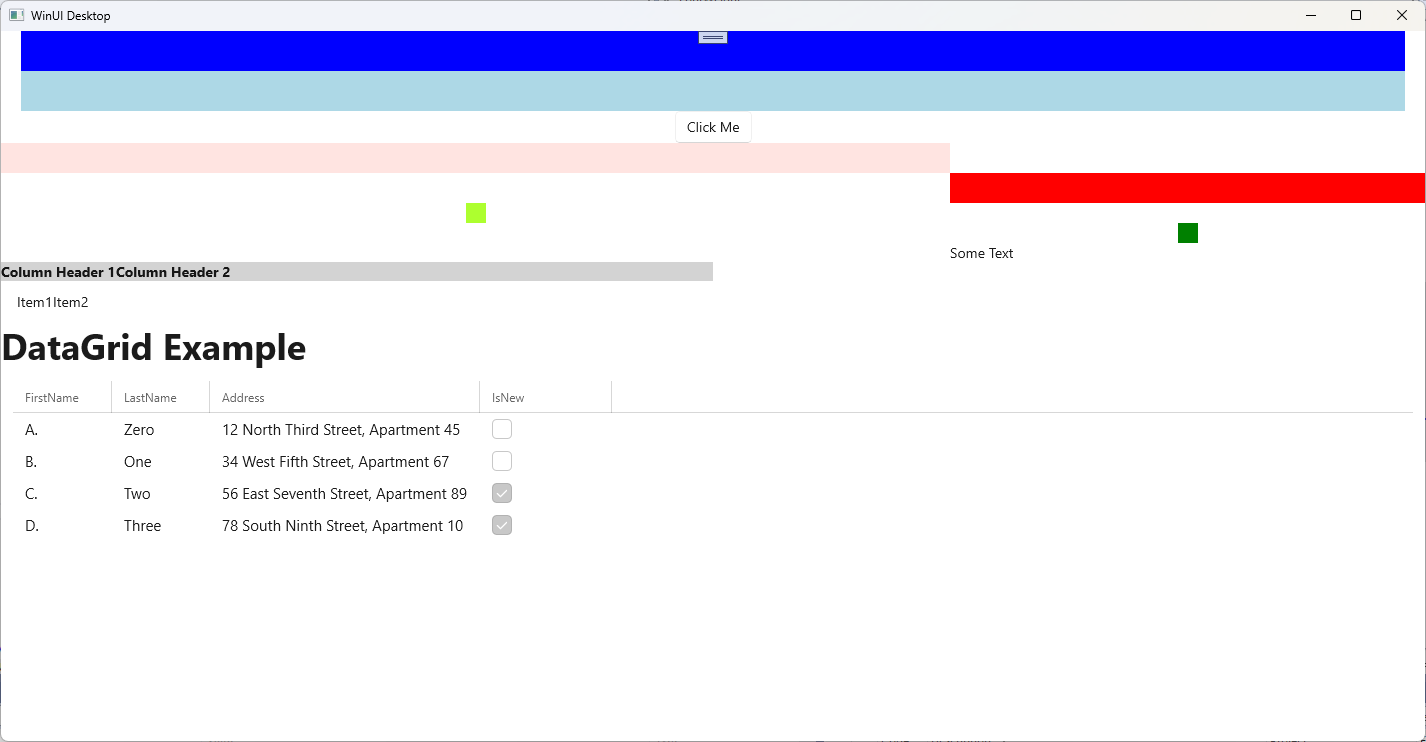 WinUI Desktop
Click Me
Some Text
Column Header 1Column Header 2
Item1Item2
DataGrid Example
FirstName LastName Address IsNew
A. Zero 12 North Third Street, Apartment 45
B. One 34 West Fifth Street, Apartment 67
C. Two 56 East Seventh Street, Apartment 89
D. Three 78 South Ninth Street, Apartment 10